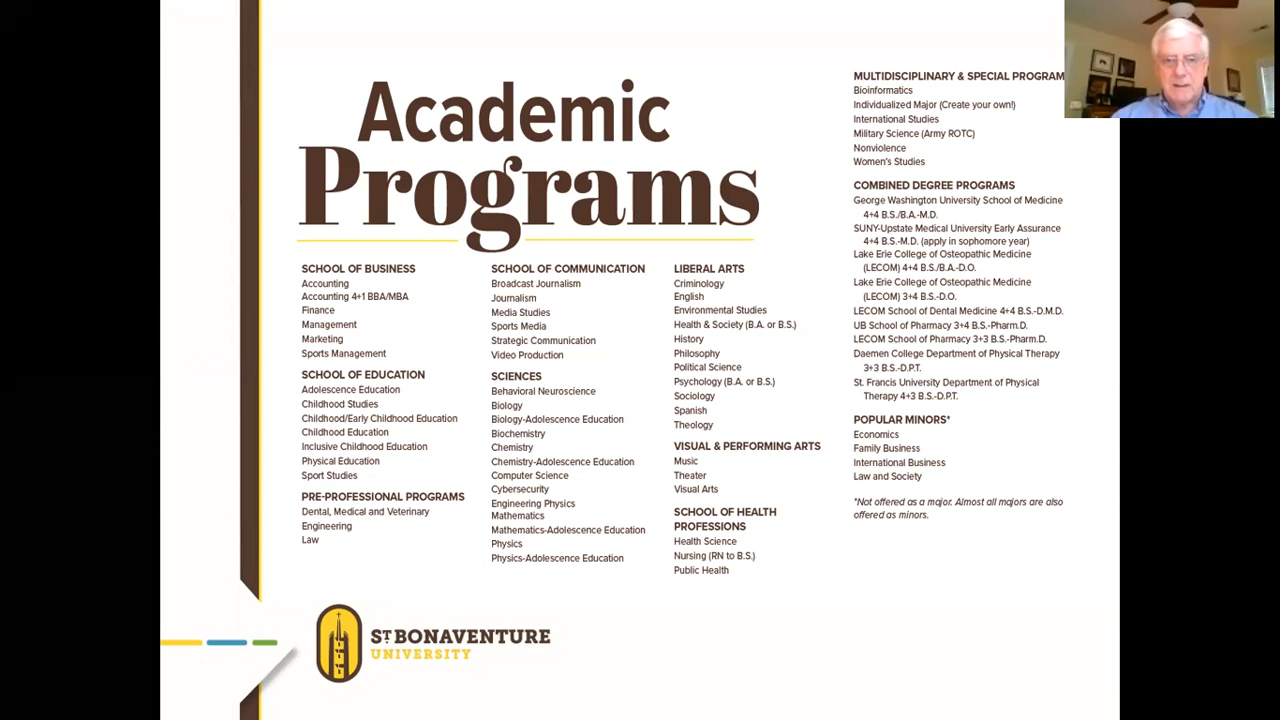 Academic
Programs
SCHOOL OF BUSINESS
Accounting
Accounting 4+1 BBA/MBA
Finance
Management
Marketing
Sports Management
SCHOOL OF EDUCATION
Adolescence Education
Childhood Studies
Childhood/Early Childhood Education
Childhood Education
Inclusive Childhood Education
Physical Education
Sport Studies
PRE-PROFESSIONAL PROGRAMS
Dental, Medical and Veterinary
Engineering
Law
SCHOOL OF COMMUNICATION
Broadcast Journalism
Journalism
Media Studies
Sports Media
Strategic Communication
Video Production
SCIENCES
Behavioral Neuroscience
Biology
Biology-Adolescence Education
Biochemistry
Chemistry
Chemistry-Adolescence Education
Computer Science
Cybersecurity
Engineering Physics
Mathematics
Mathematics-Adolescence Education
Physics
Physics-Adolescence Education
LIBERAL ARTS
Criminology
English
Environmental Studies
Health & Society (B.A. or B.S.)
History
Philosophy
Political Science
Psychology (B.A. or B.S.)
Sociology
Spanish
Theology
VISUAL & PERFORMING ARTS
Music
Theater
Visual Arts
SCHOOL OF HEALTH
PROFESSIONS
Health Science
Nursing (RN to B.S.)
Public Health
MULTIDISCIPLINARY & SPECIAL PROGRAM
Bioinformatics
Individualized Major (Create your own!)
International Studies
Military Science (Army ROTC)
Nonviolence
Women's Studies
COMBINED DEGREE PROGRAMS
George Washington University School of Medicine
4+4 B.S./B.A.-M.D.
SUNY-Upstate Medical University Early Assurance
4+4 B.S.-M.D. (apply in sophomore year)
Lake Erie College of Osteopathic Medicine
(LECOM) 4+4 B.S./B.A.-D.O.
Lake Erie College of Osteopathic Medicine
(LECOM) 3+4 B.S.-D.O.
LECOM School of Dental Medicine 4+4 B.S.-D.M.D.
UB School of Pharmacy 3+4 B.S.-Pharm.D.
LECOM School of Pharmacy 3+3 B.S.-Pharm.D.
Daemen College Department of Physical Therapy
3+3 B.S.-D.P.T.
St. Francis University Department of Physical
Therapy 4+3 B.S.-D.P.T.
POPULAR MINORS*
Economics
Family Business
International Business
Law and Society
*Not offered as a major. Almost all majors are also
offered as minors.
ST BONAVENTURE
UNIVERSITY